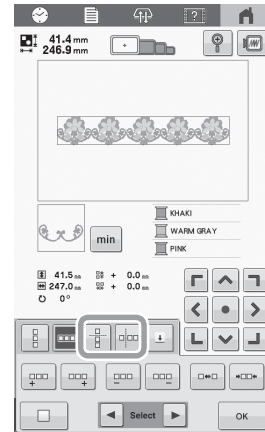 ?
41.4 mm
246.9 mm
KHAKI
WARM GRAY
PINK
min
41.5 mm + 0.0 mm
247.0 mm + 0.0 mm
0°
Select
OK